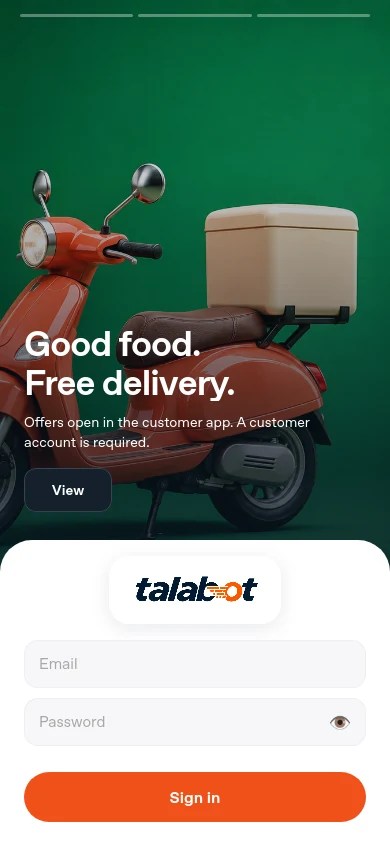 Good food.
Free delivery.
Offers open in the customer app. A customer
account is required.
View
talabot
Email
Password
Sign in